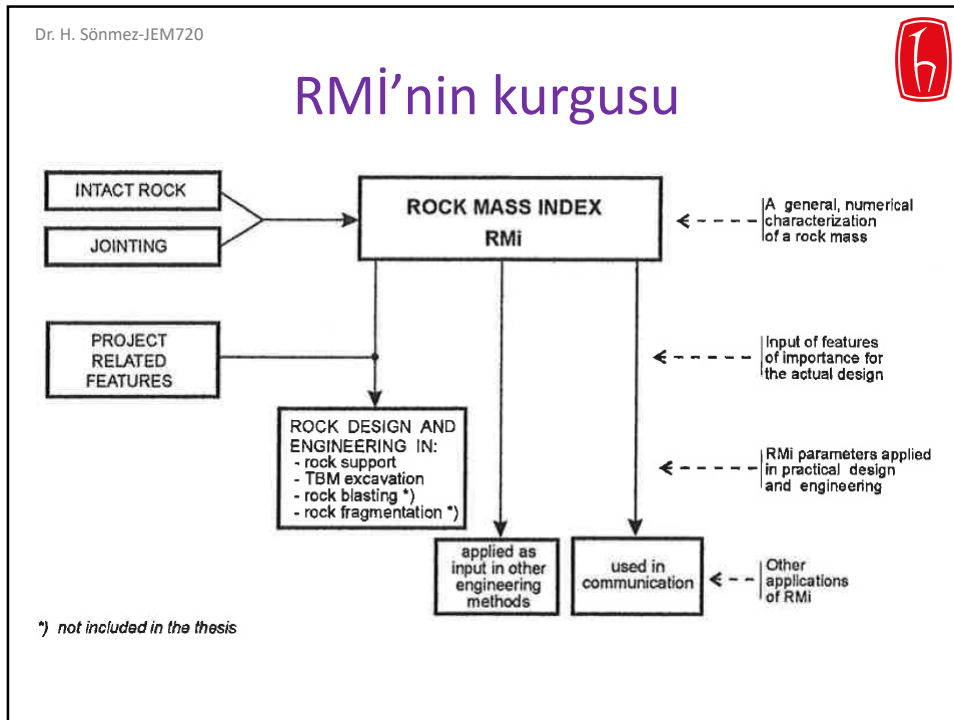 Dr. H. Sönmez-JEM720
RMİ’nin kurgusu
INTACT ROCK
JOINTING
ROCK MASS INDEX
RMi
A general, numerical
characterization
of a rock mass
PROJECT
RELATED
FEATURES
Input of features
of importance for
the actual design
ROCK DESIGN AND
ENGINEERING IN:
- rock support
- TBM excavation
- rock blasting *)
- rock fragmentation *)
RMi parameters applied
in practical design
and engineering
applied as
input in other
engineering
methods
used in
communication
Other
applications
of RMi
*) not included in the thesis